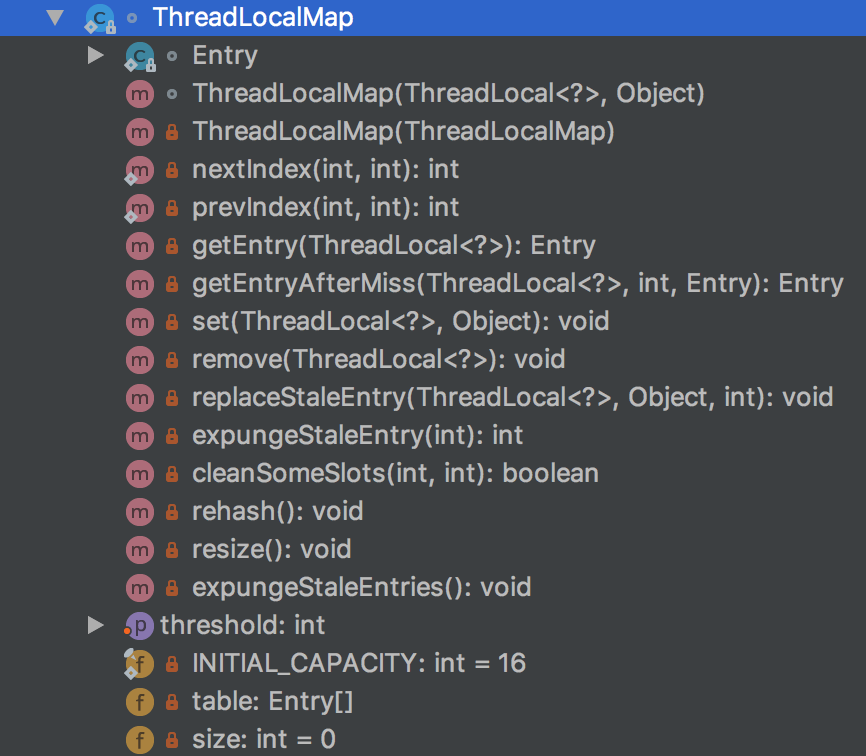 ThreadLocalMap
Entry
ThreadLocalMap(ThreadLocal<?>, Object)
ThreadLocalMap(ThreadLocalMap)
nextIndex(int, int): int
prevIndex(int, int): int
getEntry(ThreadLocal<?>): Entry
getEntryAfterMiss(ThreadLocal<?>, int, Entry): Entry
set(ThreadLocal<?>, Object): void
remove(ThreadLocal<?>): void
replaceStaleEntry(ThreadLocal<?>, Object, int): void
expungeStaleEntry(int): int
cleanSomeSlots(int, int): boolean
rehash(): void
resize(): void
expungeStaleEntries(): void
threshold: int
INITIAL_CAPACITY: int = 16
table: Entry[]
size: int = 0